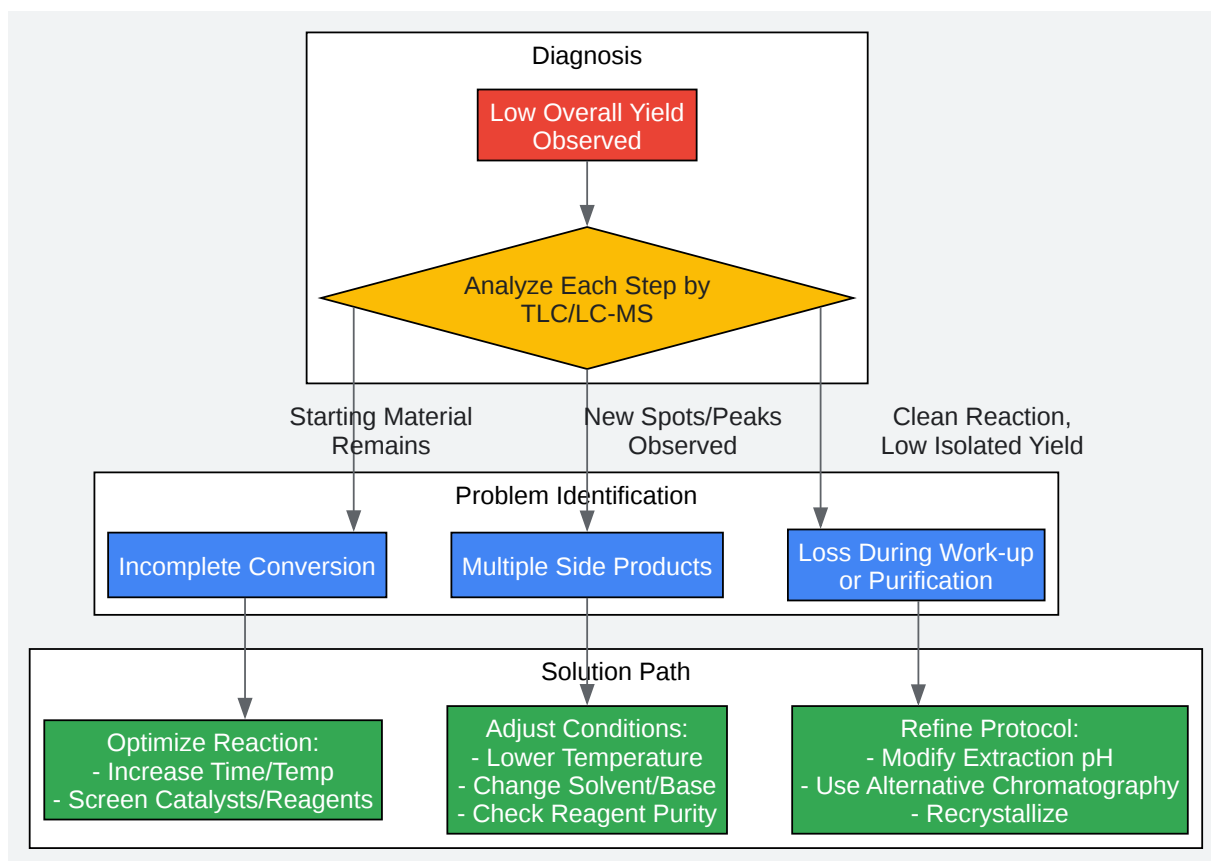 Diagnosis
Low Overall Yield
Observed
Analyze Each Step by
TLC/LC-MS
Starting Material
Remains
New Spots/Peaks
Observed
Clean Reaction,
Low Isolated Yield
Problem Identification
Incomplete Conversion
Multiple Side Products
Loss During Work-up
or Purification
Solution Path
Optimize Reaction:
- Increase Time/Temp
- Screen Catalysts/Reagents
Adjust Conditions:
- Lower Temperature
- Change Solvent/Base
- Check Reagent Purity
Refine Protocol:
- Modify Extraction pH
- Use Alternative Chromatography
- Recrystallize